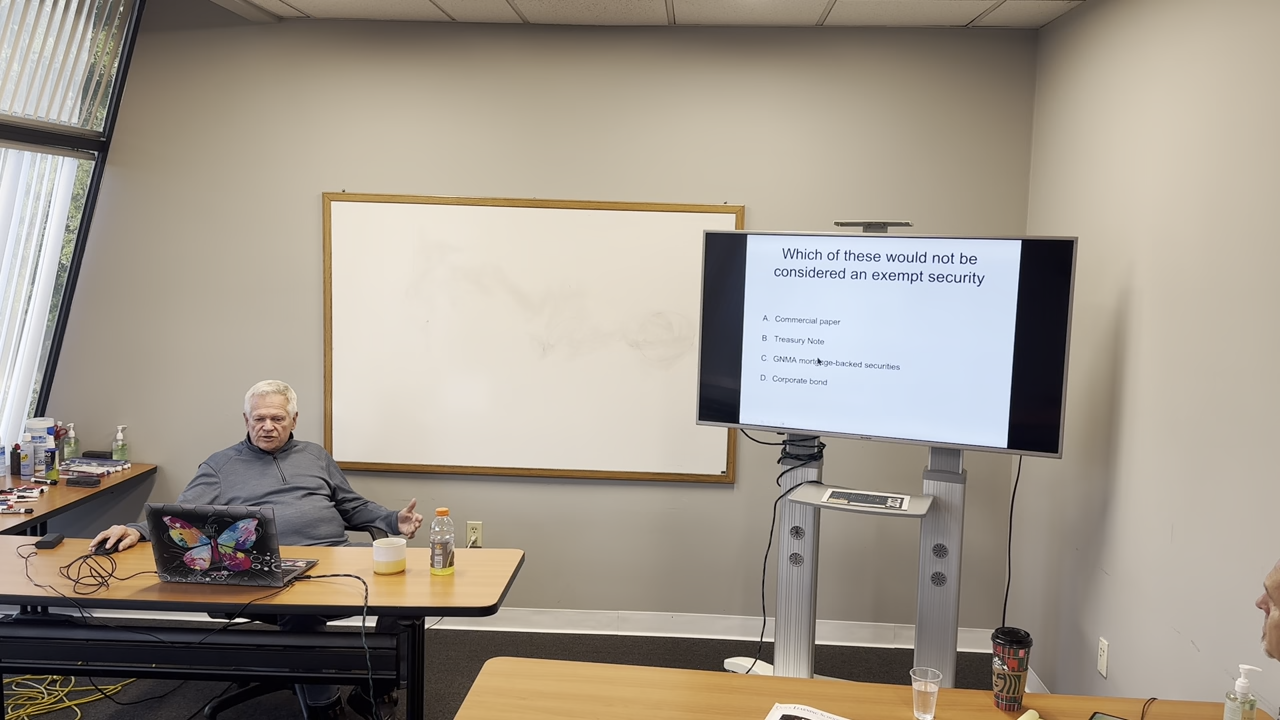 Which of these would not be
considered an exempt security
A. Commercial paper
B. Treasury Note
C. GNMA mortgage-backed securities
D. Corporate bond